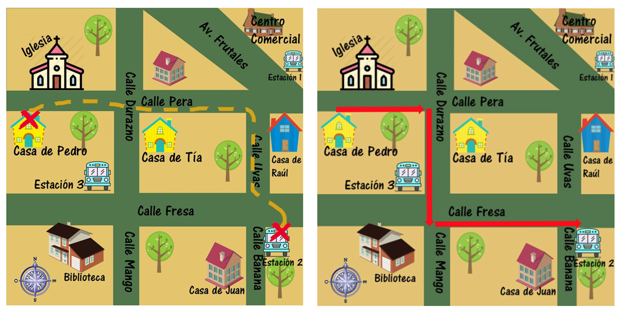 Iglesia
Av. Frutales
Centro
Comercial
Estación 1
Calle Durazno
Calle Pera
Casa de Pedro
Casa de Tía
Calle Uvas
Casa de
Raúl
Estación 3
Calle Fresa
Biblioteca
Calle Mango
Casa de Juan
Calle Banana
Estación 2
N
Iglesia
Av. Frutales
Centro
Comercial
Estación 1
Calle Durazno
Calle Pera
Casa de Pedro
Casa de Tía
Calle Uvas
Casa de
Raúl
Estación 3
Calle Fresa
Biblioteca
Calle Mango
Casa de Juan
Calle Banana
Estación 2
N